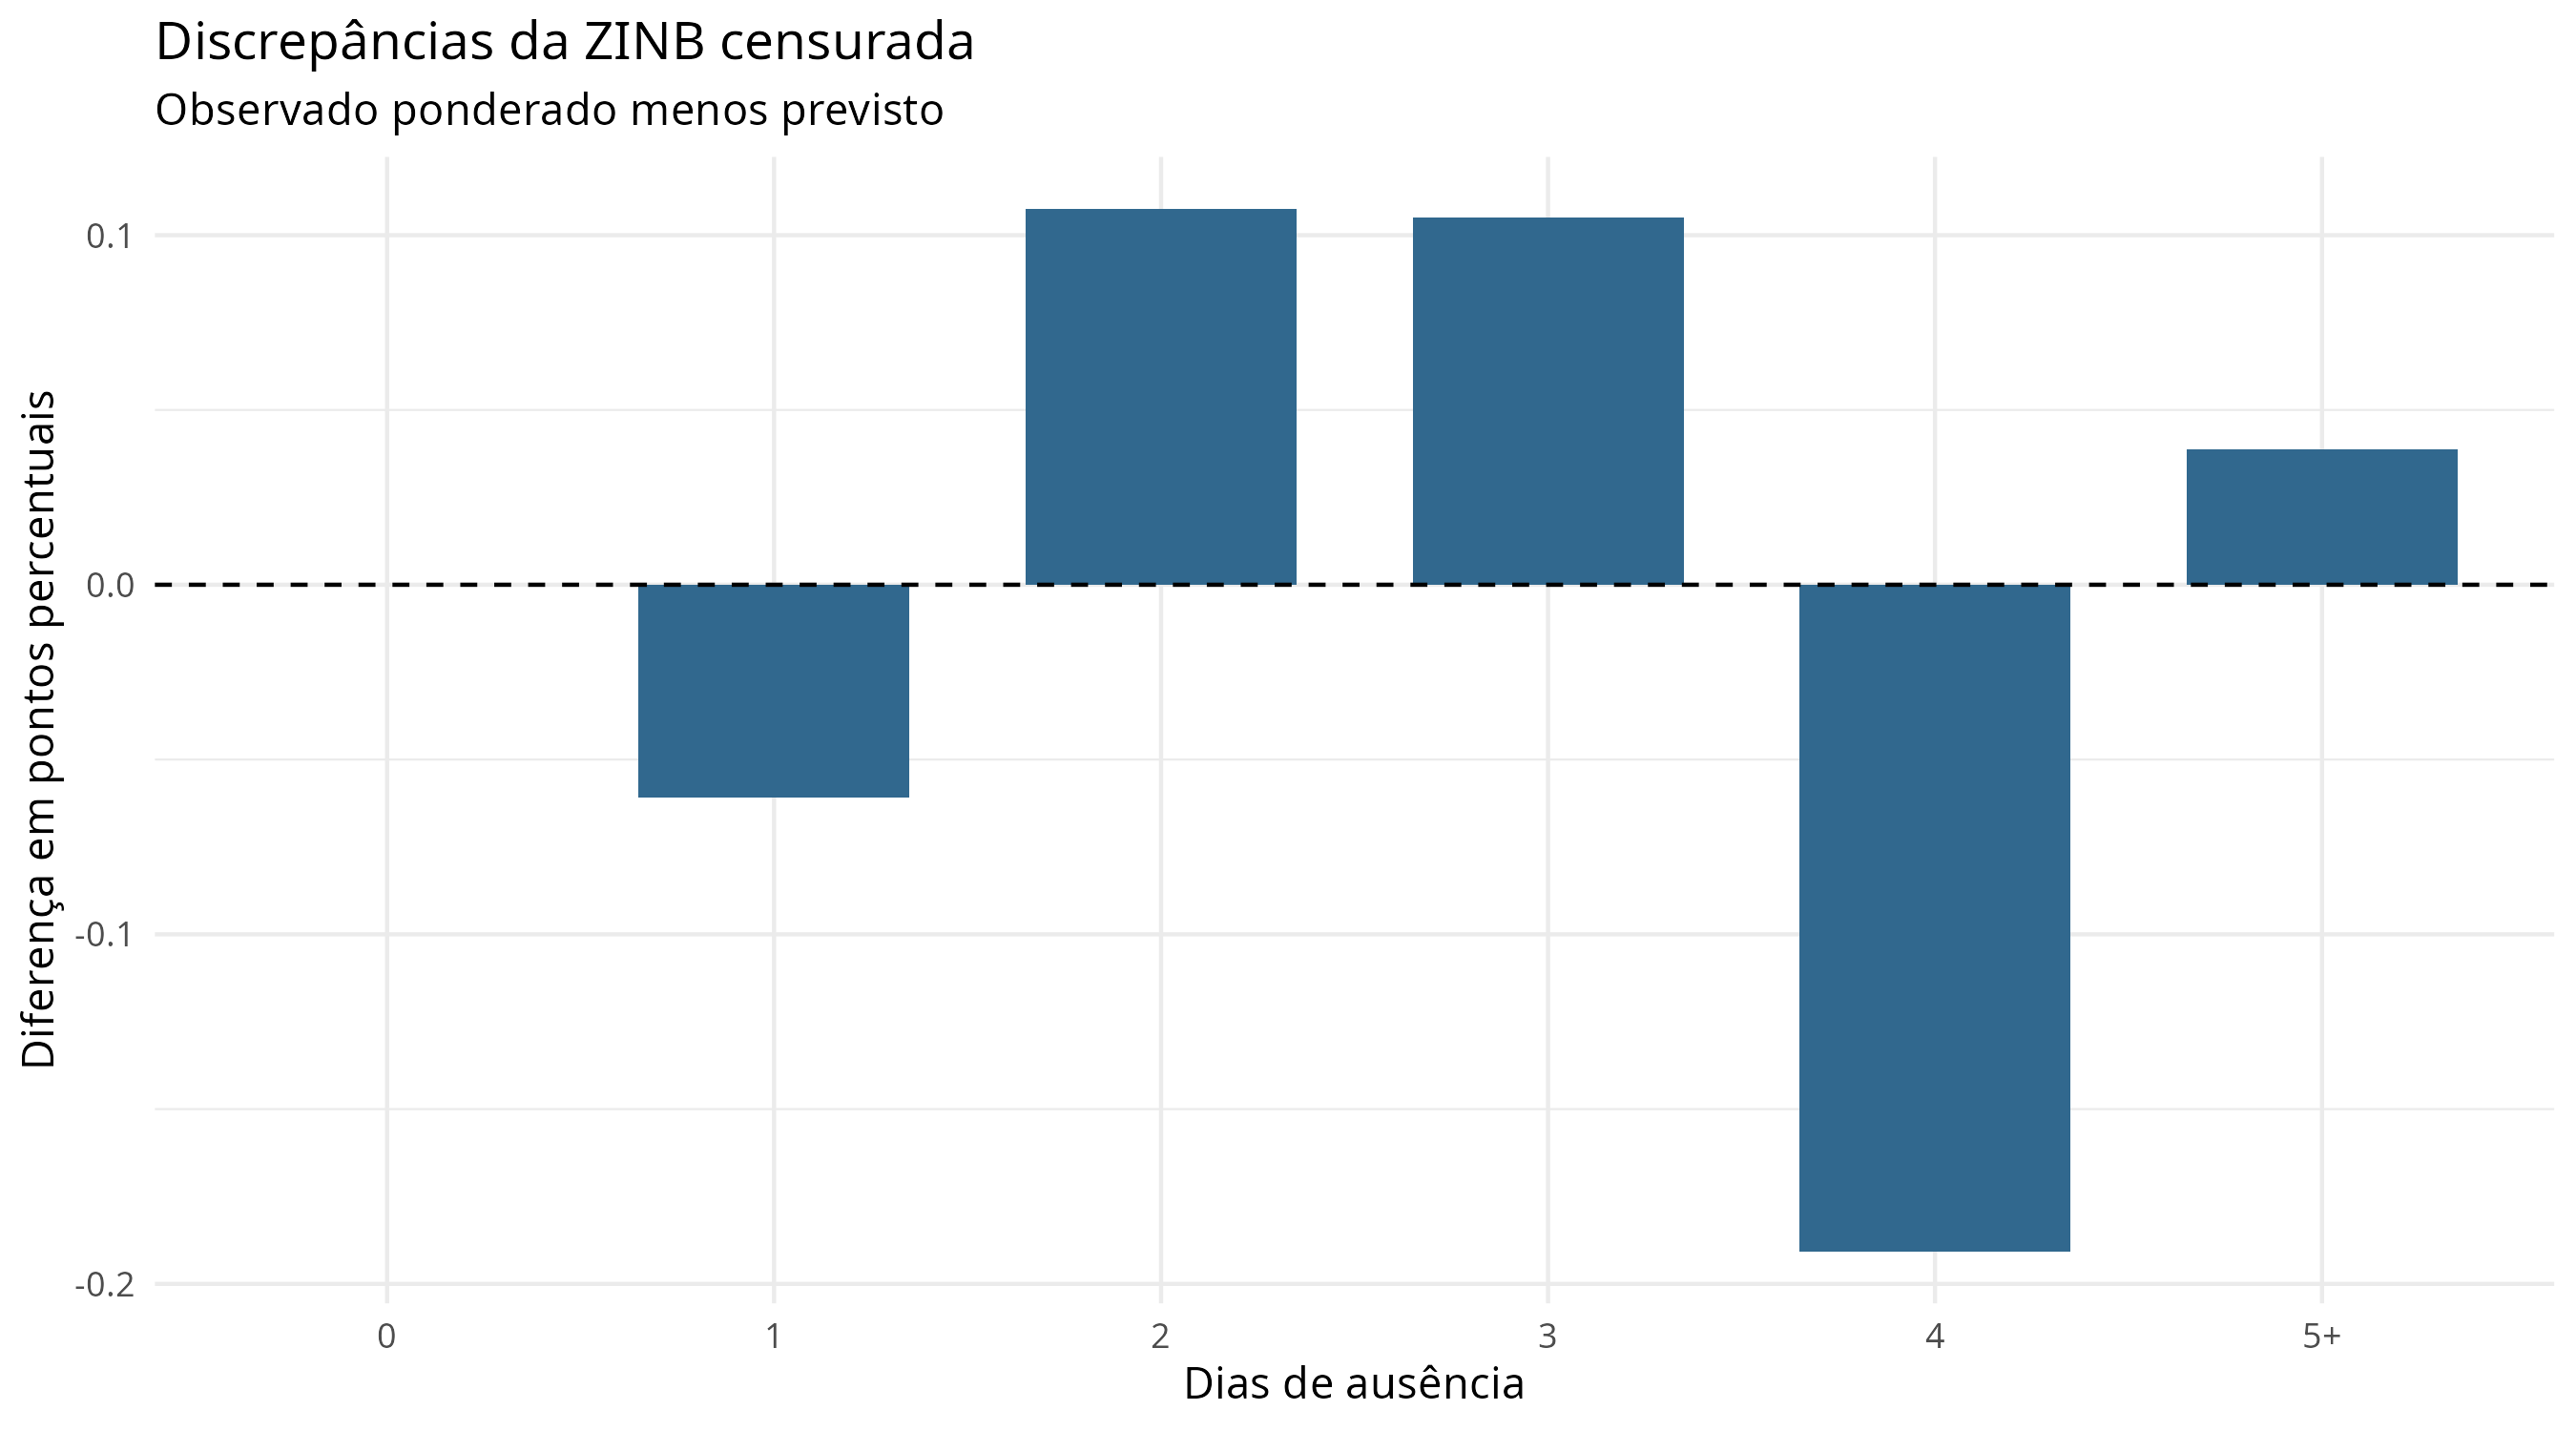 Discrepâncias da ZINB censurada
Observado ponderado menos previsto
Diferença em pontos percentuais
0.1
0.0
-0.1
-0.2
0 1 2 3 4 5+
Dias de ausência